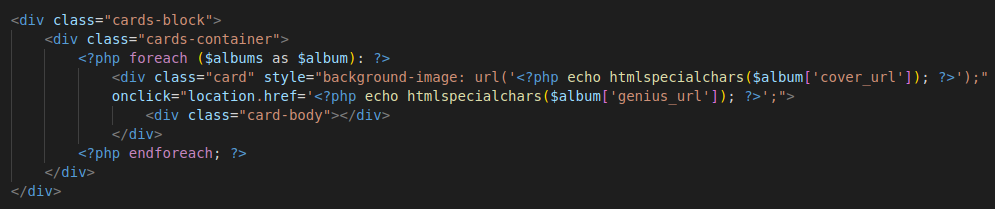 <div class="cards-block">
    <div class="cards-container">
        <?php foreach ($albums as $album): ?>
            <div class="card" style="background-image: url('<?php echo htmlspecialchars($album['cover_url']); ?>');"
            onclick="location.href='<?php echo htmlspecialchars($album['genius_url']); ?>';">
                <div class="card-body"></div>
            </div>
        <?php endforeach; ?>
    </div>
</div>